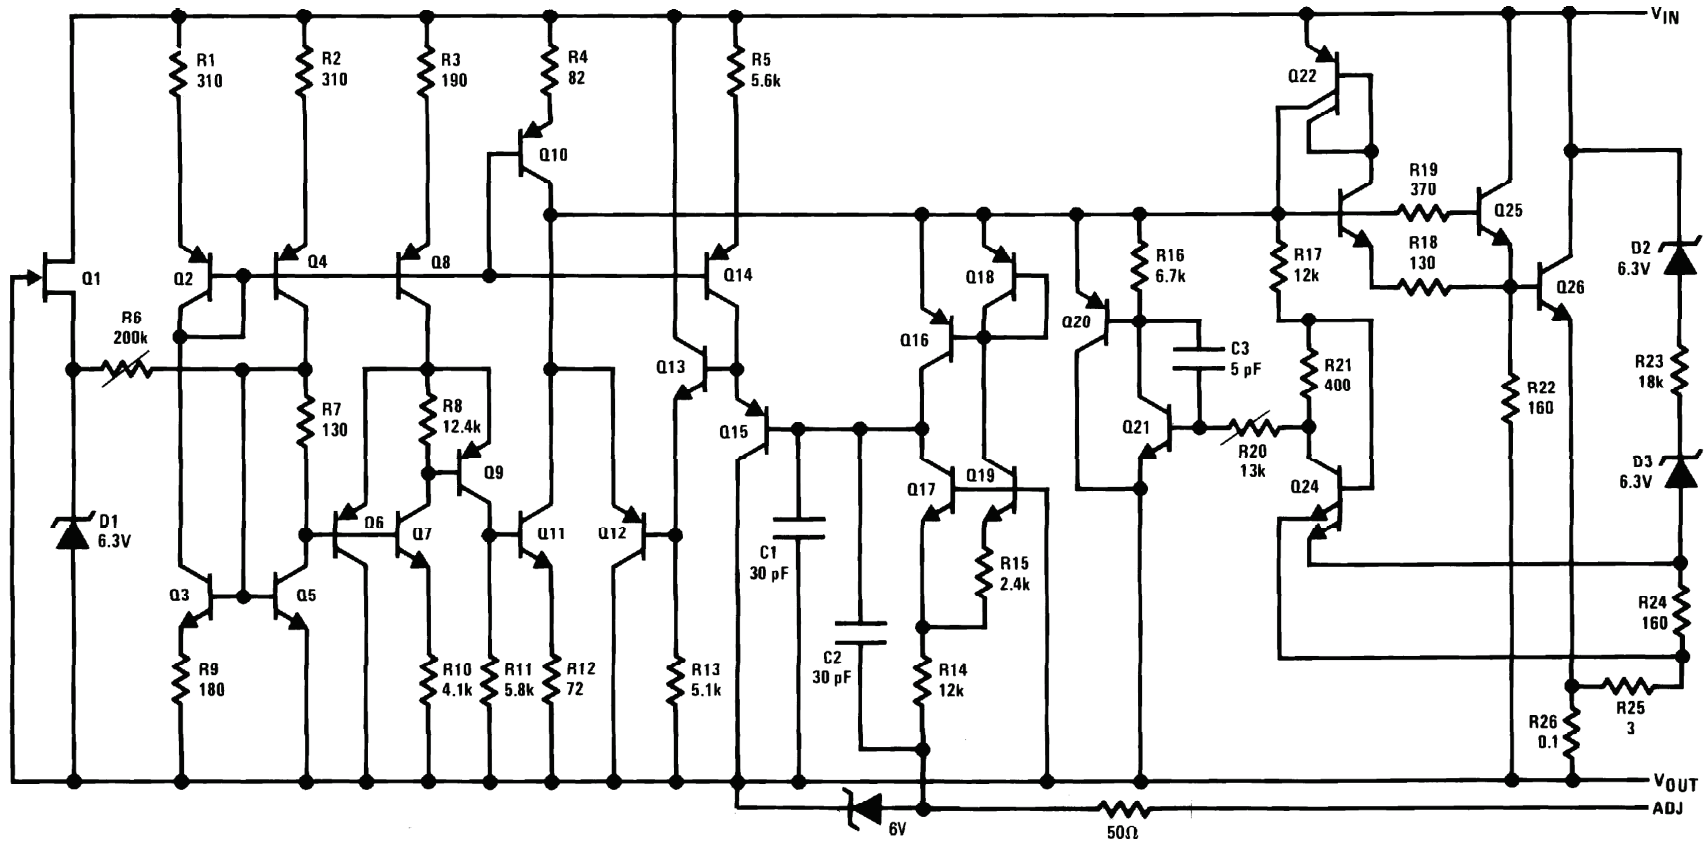 VIN
R1
310
R2
310
R3
190
R4
82
R5
5.6k
Q22
Q10
R19
370
Q25
Q1
Q2
Q4
Q8
Q14
Q18
R16
6.7k
R17
12k
R18
130
Q26
D2
6.3V
R6
200k
Q13
Q16
Q20
C3
5 pF
R21
400
R23
18k
R7
130
R8
12.4k
Q15
Q21
R22
160
R20
13k
Q9
Q17
Q19
Q24
D3
6.3V
D1
6.3V
Q6
Q7
Q11
Q12
C1
30 pF
R15
2.4k
Q3
Q5
R24
160
R9
180
R10
4.1k
R11
5.8k
R12
72
R13
5.1k
C2
30 pF
R14
12k
R25
3
R26
0.1
VOUT
ADJ
6V
50Ω